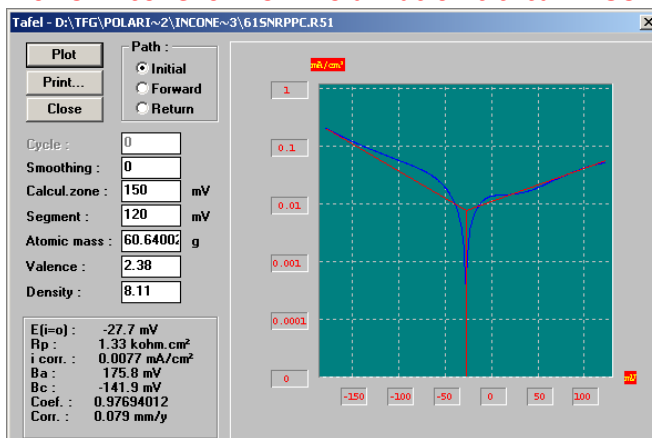 Tafel - D:\TFG\POLARI~2\INCONE~3\61SNRPPC.R51
Plot
Print...
Close
Path :
Initial
Forward
Return
Cycle : 0
Smoothing : 0
Calcul.zone : 150 mV
Segment : 120 mV
Atomic mass : 60.64002 g
Valence : 2.38
Density : 8.11
E(i=o) : -27.7 mV
Rp : 1.33 kohm.cm²
i corr. : 0.0077 mA/cm²
Ba : 175.8 mV
Bc : -141.9 mV
Coef. : 0.97694012
Corr. : 0.079 mm/y
mA/cm²
1
0.1
0.01
0.001
0.0001
0
-150 -100 -50 0 50 100
mV